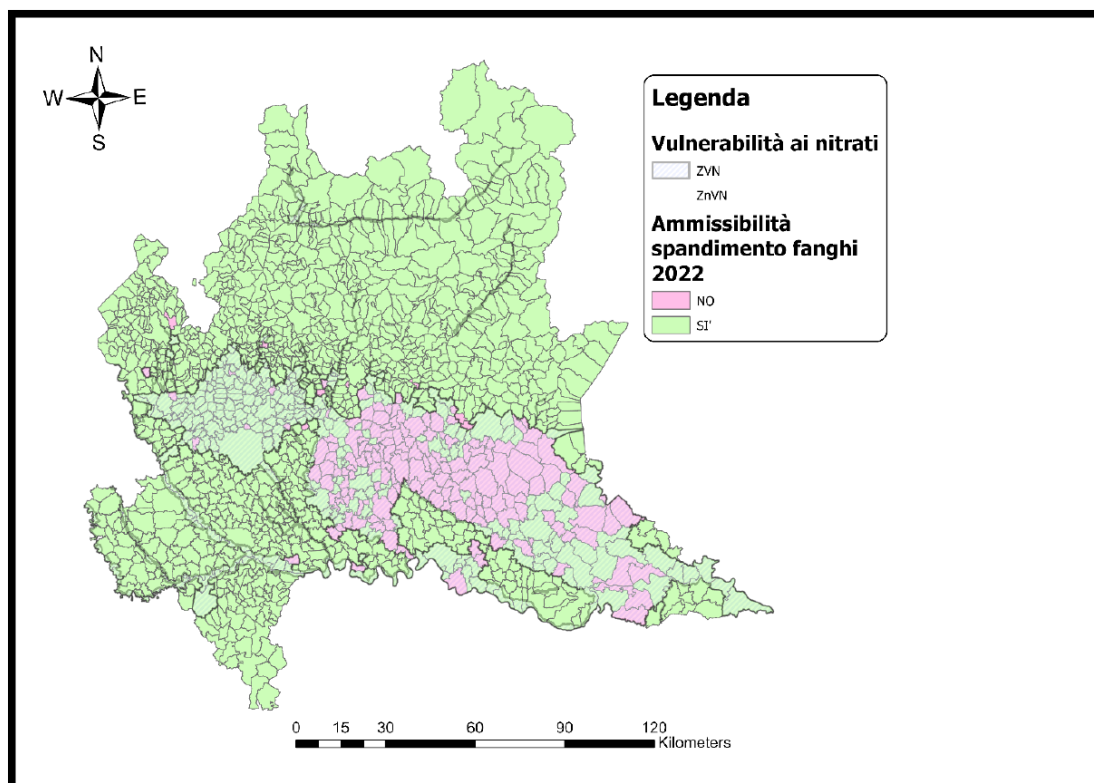 N
W E
S
Legenda
Vulnerabilità ai nitrati
ZVN
ZnVN
Ammissibilità
spandimento fanghi
2022
NO
SI'
0 15 30 60 90 120
Kilometers